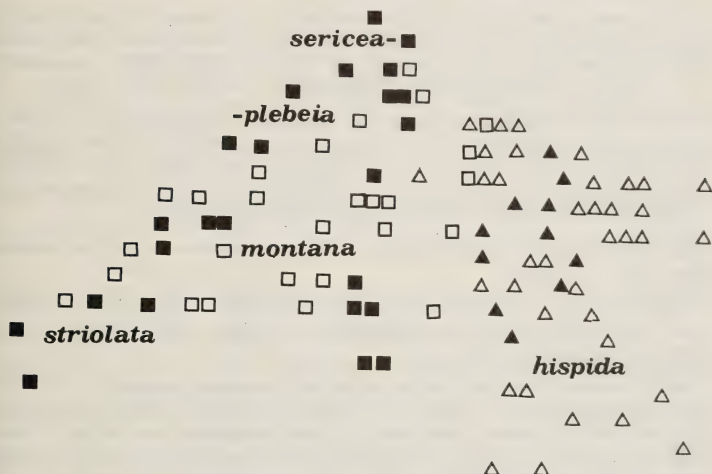 sericea-
-plebeia
montana
striolata
hispida